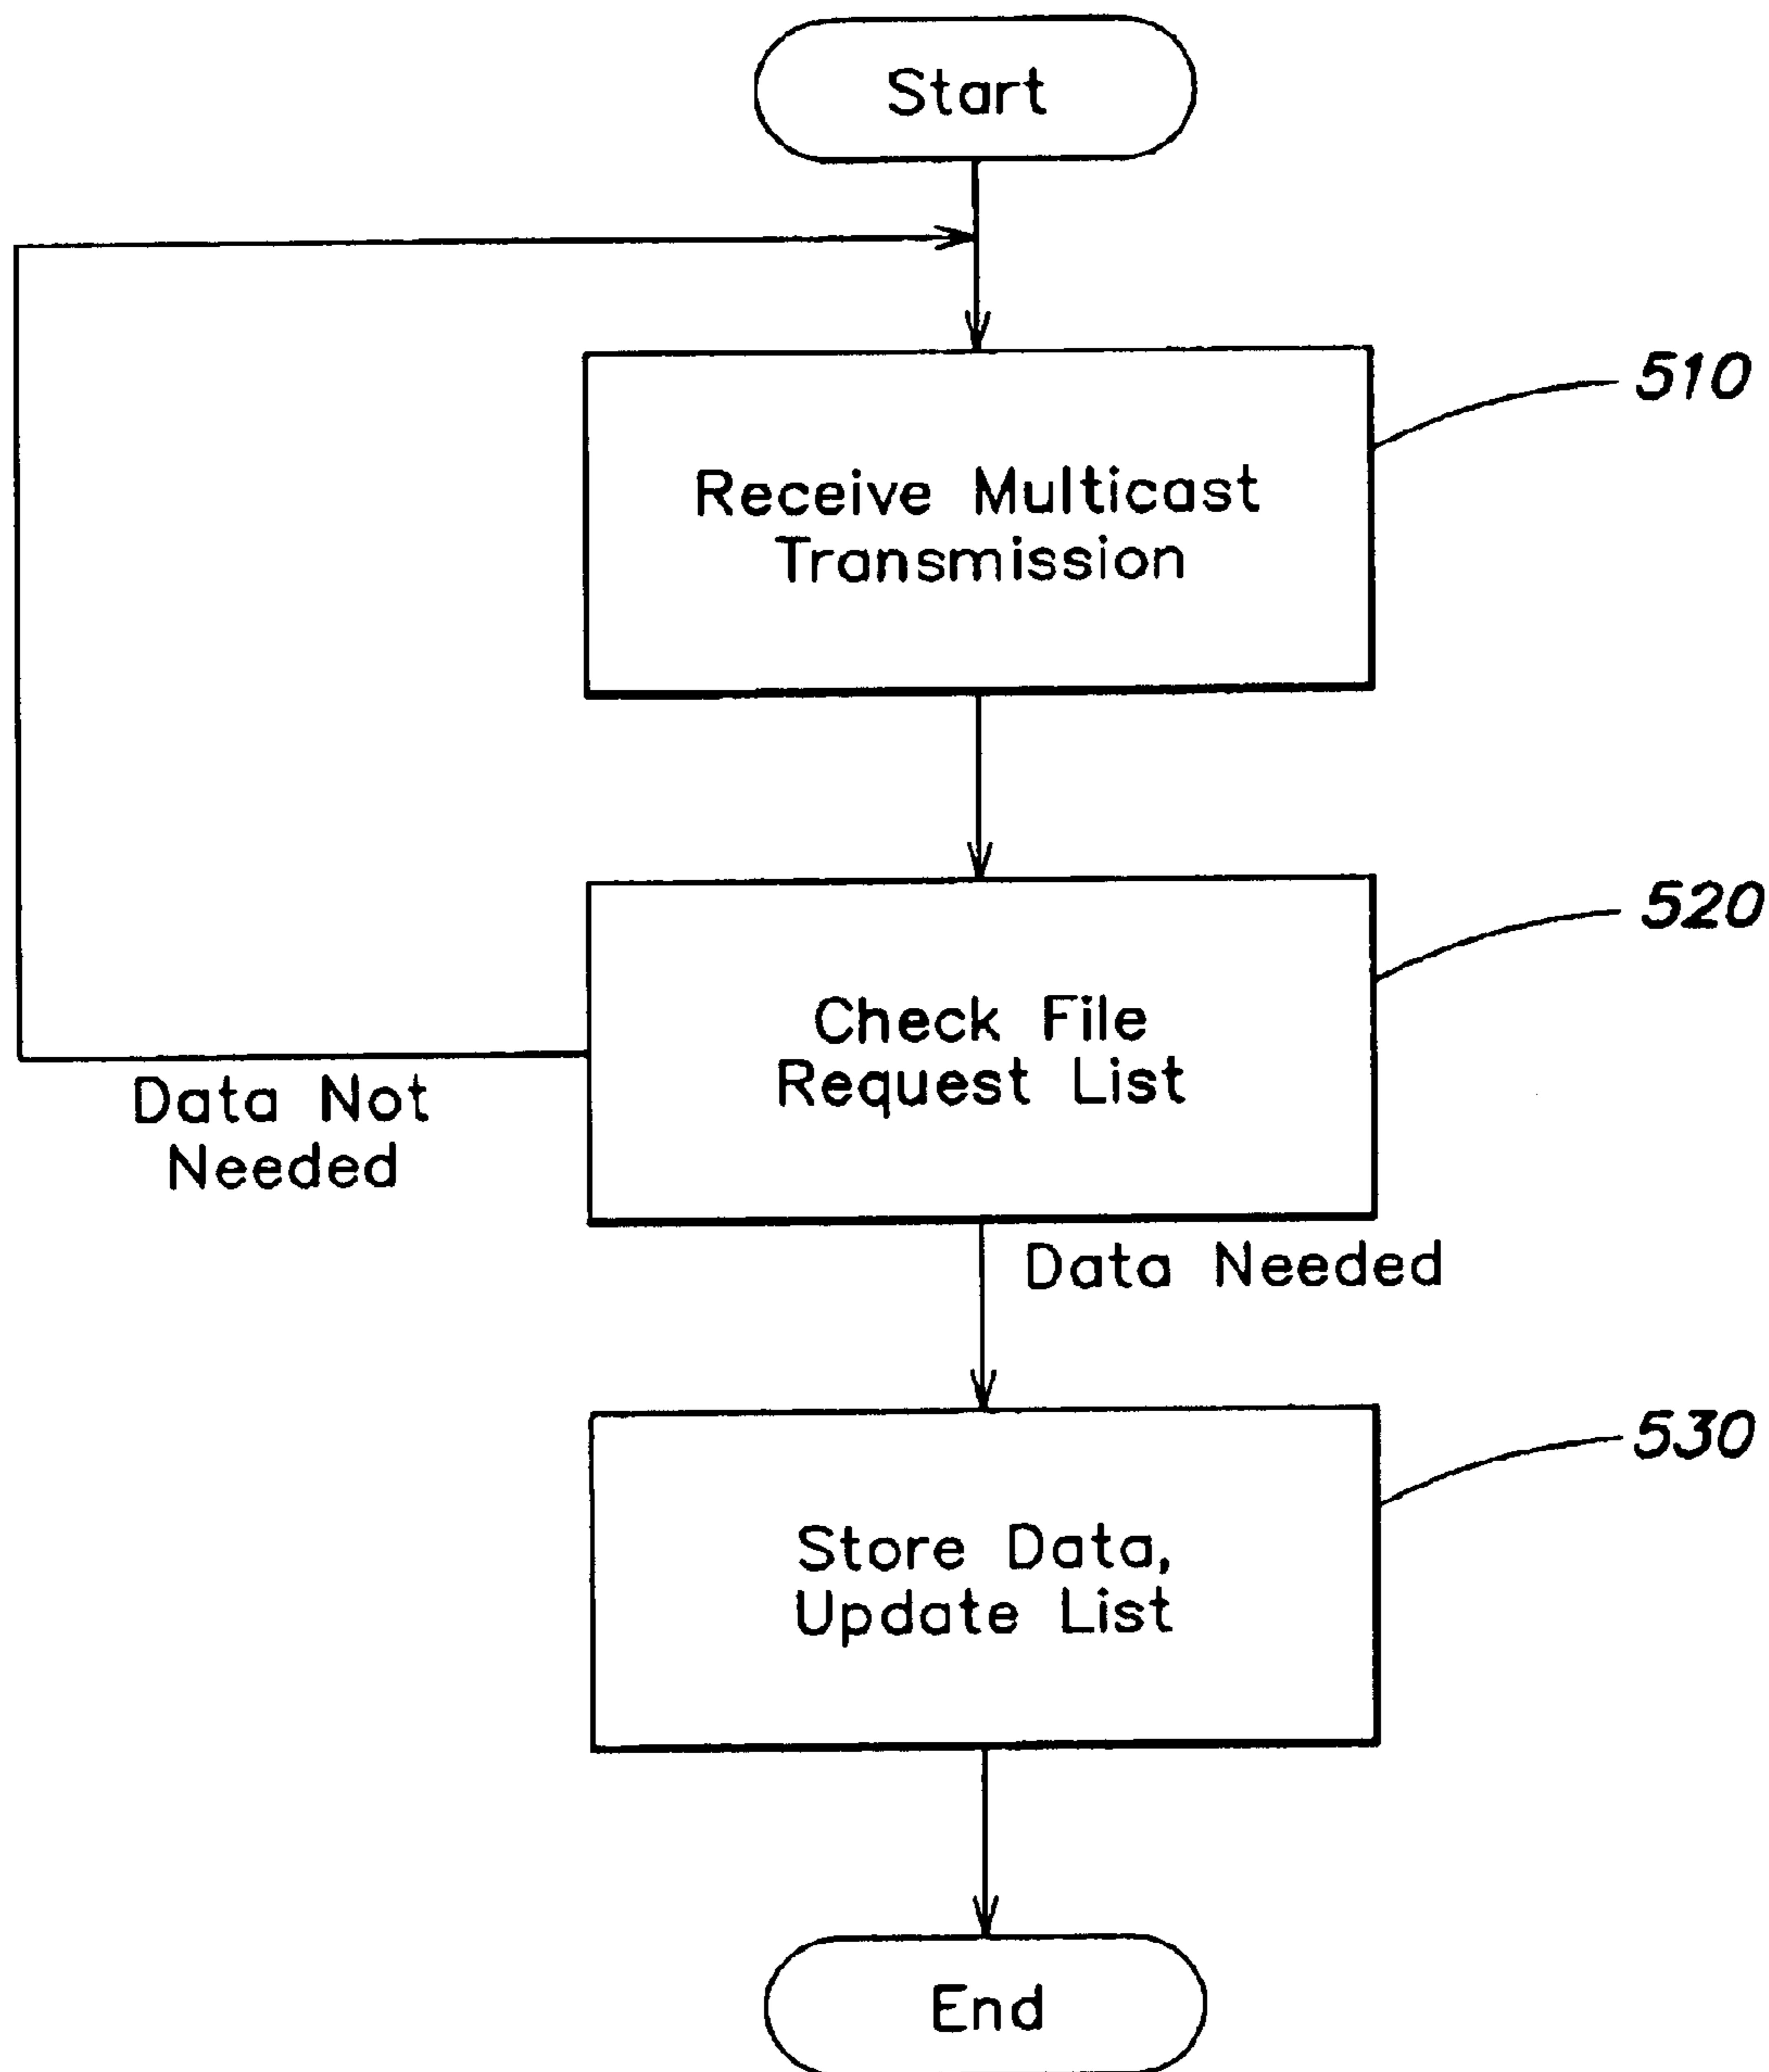 Start
510
Receive Multicast
Transmission
520
Check File
Request List
Data Not
Needed
Data Needed
530
Store Data,
Update List
End